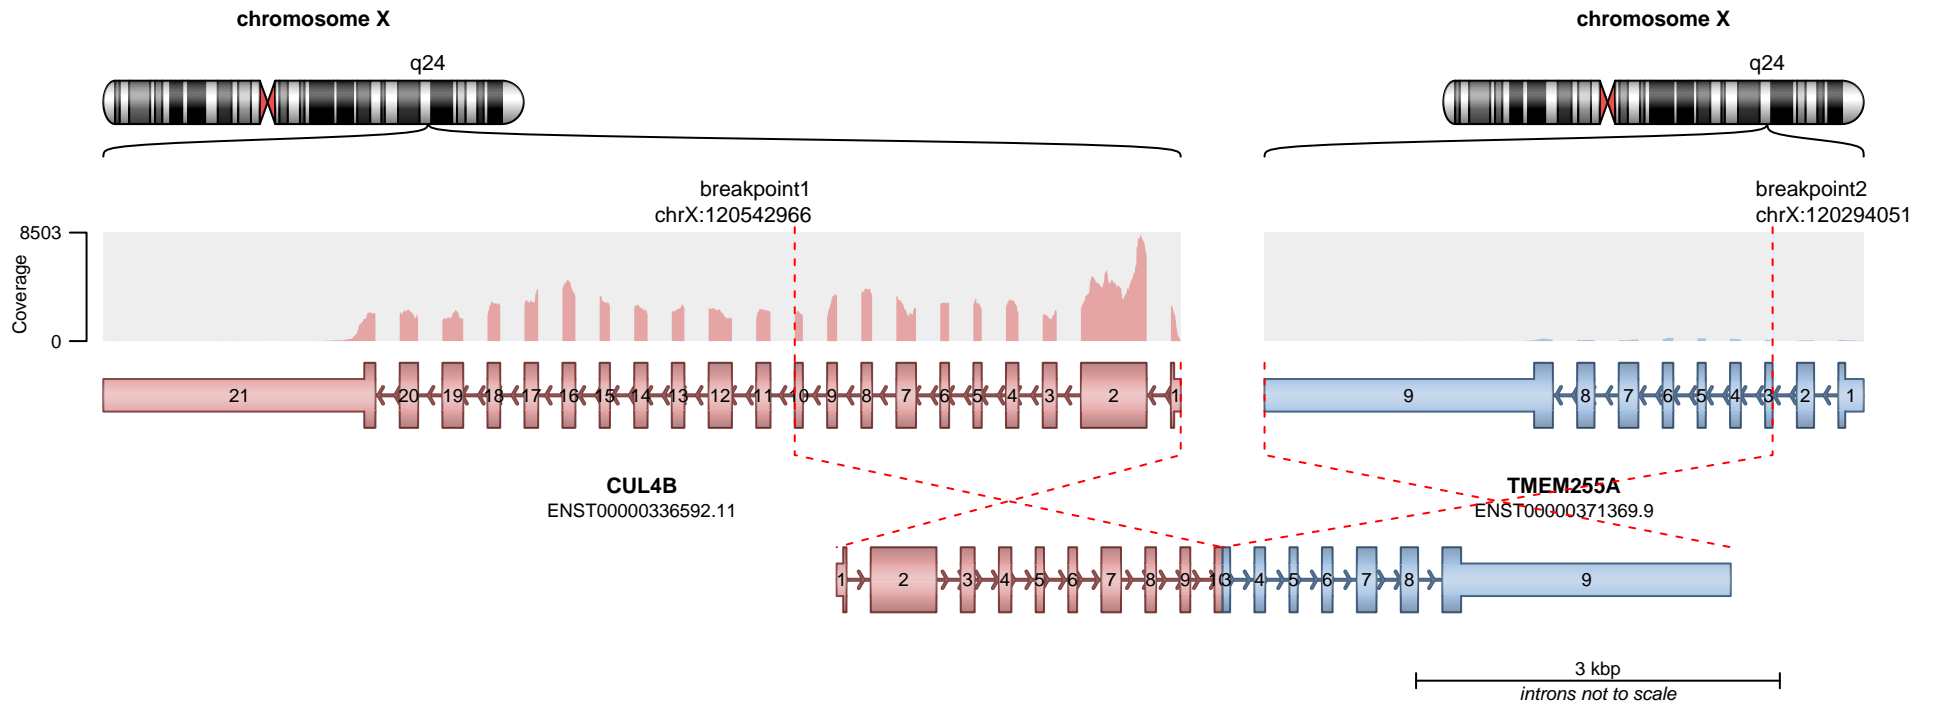 chromosome X
chromosome X
q24
q24
breakpoint1
chrX:120542966
breakpoint2
chrX:120294051
8503
Coverage
0
21 20 19 18 17 16 15 14 13 12 11 10 9 8 7 6 5 4 3 2 1
9 8 7 6 5 4 3 2 1
CUL4B
ENST00000336592.11
TMEM255A
ENST00000371369.9
1 2 3 4 5 6 7 8 9 10 3 4 5 6 7 8 9
3 kbp
introns not to scale